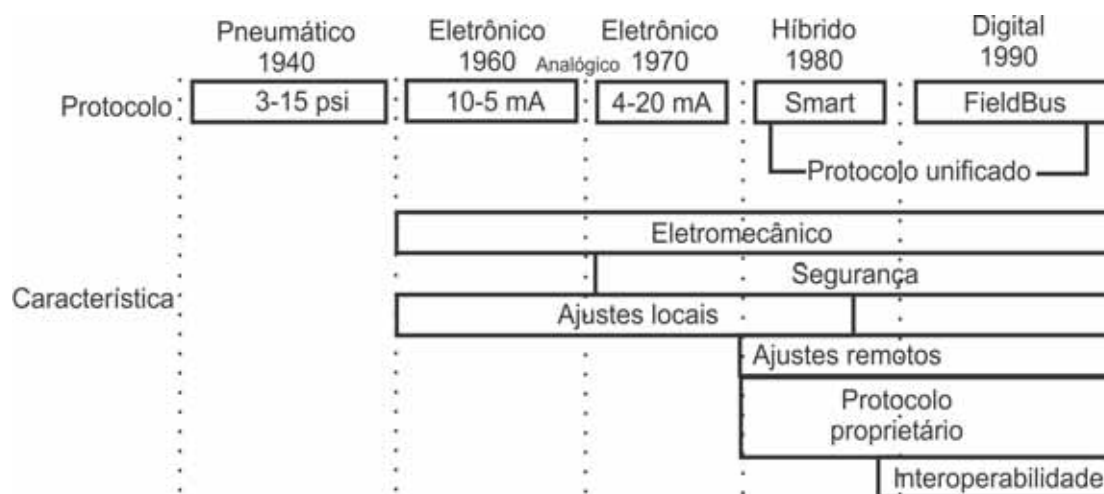 Pneumático
1940
Eletrônico
1960
Analógico
Eletrônico
1970
Híbrido
1980
Digital
1990
Protocolo
3-15 psi
10-5 mA
4-20 mA
Smart
FieldBus
Protocolo unificado
Eletromecânico
Segurança
Característica
Ajustes locais
Ajustes remotos
Protocolo
proprietário
Interoperabilidade